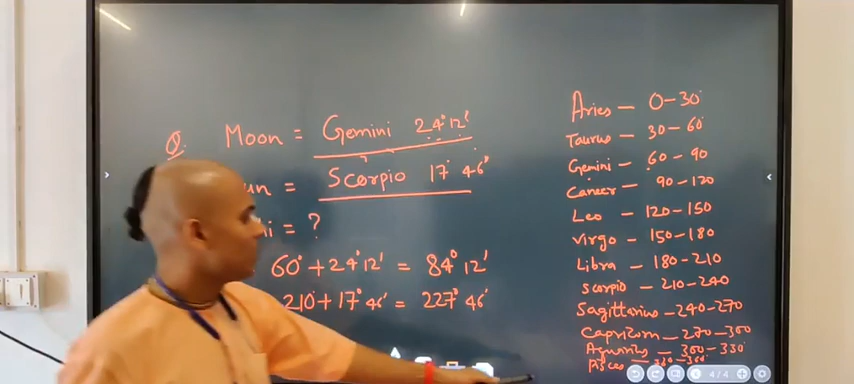 Q. Moon = Gemini 24° 12'
un = Scorpio 17° 46'
i = ?
60° + 24° 12' = 84° 12'
210 + 17° 46' = 227° 46'
Aries — 0-30°
Taurus — 30-60°
Gemini — 60-90
Cancer — 90-120
Leo — 120-150
Virgo — 150-180
Libra — 180-210
Scorpio — 210-240
Sagittarius — 240-270
Capricorn — 270-300
Aquarius — 300-330
Pisces — 330-360
4/4